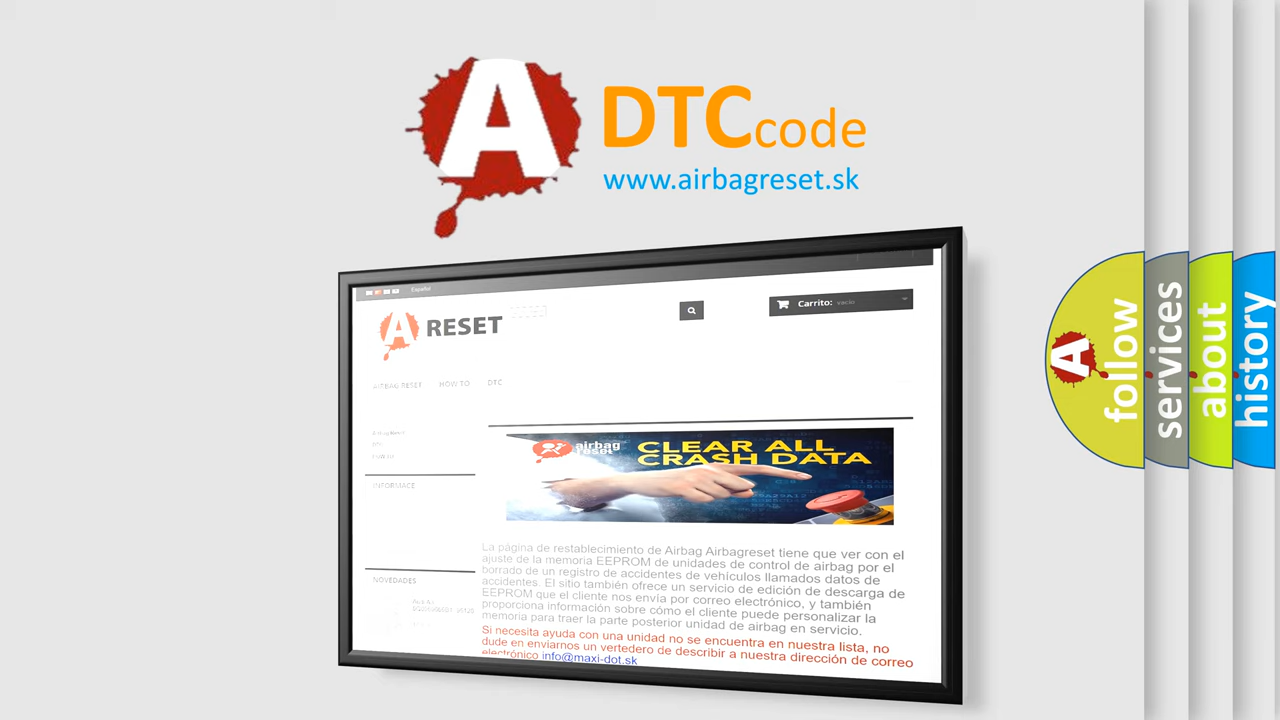 A DTCcode
www.airbagreset.sk
Español
A RESET
Carrito: vacío
AIRBAG RESET HOW TO DTC
INFORMACE
NOVEDADES
airbag
reset
CLEAR ALL
CRASH DATA
La página de restablecimiento de Airbag Airbagreset tiene que ver con el
ajuste de la memoria EEPROM de unidades de control de airbag por el
borrado de un registro de accidentes de vehículos llamados datos de
accidentes. El sitio también ofrece un servicio de edición de descarga de
EEPROM que el cliente nos envía por correo electrónico, y también
proporciona información sobre cómo el cliente puede personalizar la
memoria para traer la parte posterior unidad de airbag en servicio.
Si necesita ayuda con una unidad no se encuentra en nuestra lista, no
dude en enviarnos un vertedero de describir a nuestra dirección de correo
electrónico info@maxi-dot.sk
A
follow
services
about
history